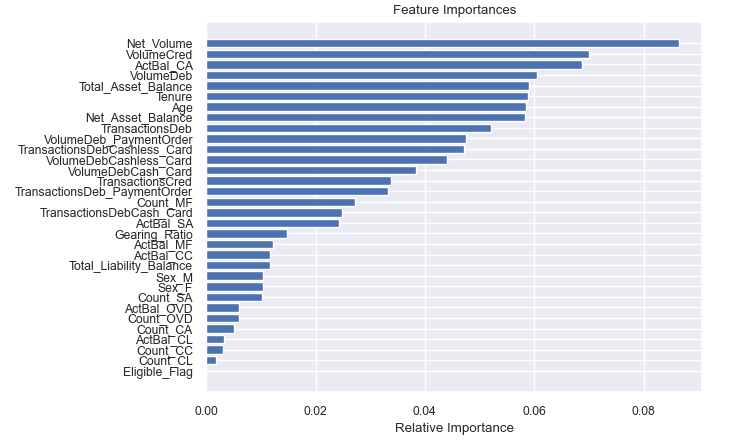 Feature Importances
Net_Volume
VolumeCred
ActBal_CA
VolumeDeb
Total_Asset_Balance
Tenure
Age
Net_Asset_Balance
TransactionsDeb
VolumeDeb_PaymentOrder
TransactionsDebCashless_Card
VolumeDebCashless_Card
VolumeDebCash_Card
TransactionsCred
TransactionsDeb_PaymentOrder
Count_MF
TransactionsDebCash_Card
ActBal_SA
Gearing_Ratio
ActBal_MF
ActBal_CC
Total_Liability_Balance
Sex_M
Sex_F
Count_SA
ActBal_OVD
Count_OVD
Count_CA
ActBal_CL
Count_CC
Count_CL
Eligible_Flag
0.00 0.02 0.04 0.06 0.08
Relative Importance